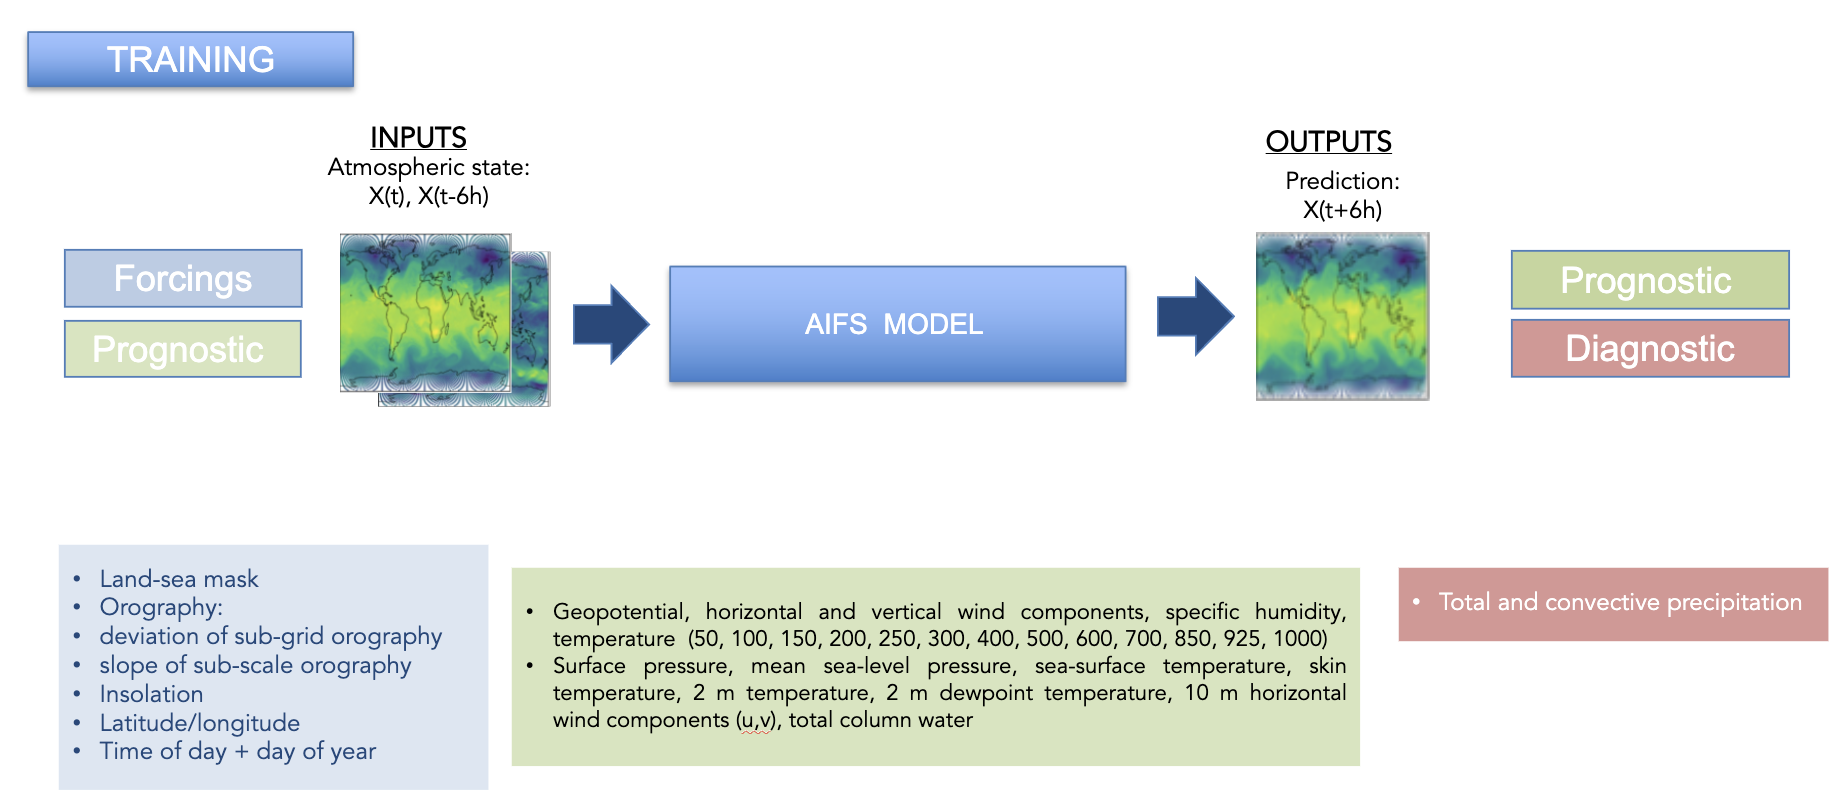 TRAINING
INPUTS
Atmospheric state:
X(t), X(t-6h)
OUTPUTS
Prediction:
X(t+6h)
Forcings
Prognostic
AIFS MODEL
Prognostic
Diagnostic
• Land-sea mask
• Orography:
• deviation of sub-grid orography
• slope of sub-scale orography
• Insolation
• Latitude/longitude
• Time of day + day of year
• Geopotential, horizontal and vertical wind components, specific humidity,
temperature (50, 100, 150, 200, 250, 300, 400, 500, 600, 700, 850, 925, 1000)
• Surface pressure, mean sea-level pressure, sea-surface temperature, skin
temperature, 2 m temperature, 2 m dewpoint temperature, 10 m horizontal
wind components (u,v), total column water
• Total and convective precipitation